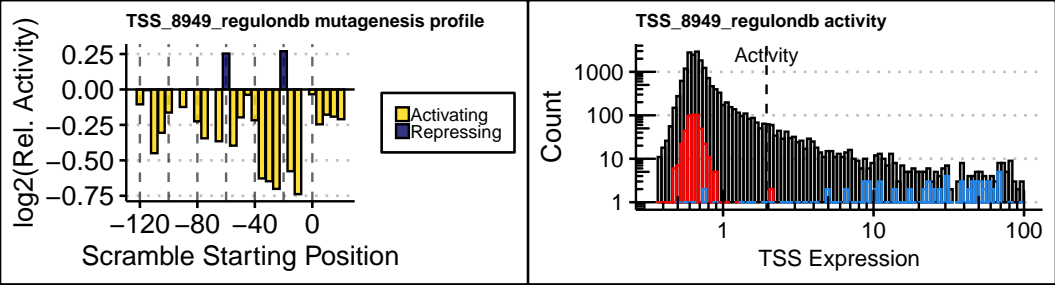 TSS_8949_regulondb mutagenesis profile
log2(Rel. Activity)
0.25
0.00
−0.25
−0.50
−0.75
−120
−80
−40
0
Scramble Starting Position
Activating
Repressing
TSS_8949_regulondb activity
Activity
Count
1000
100
10
1
1
10
100
TSS Expression